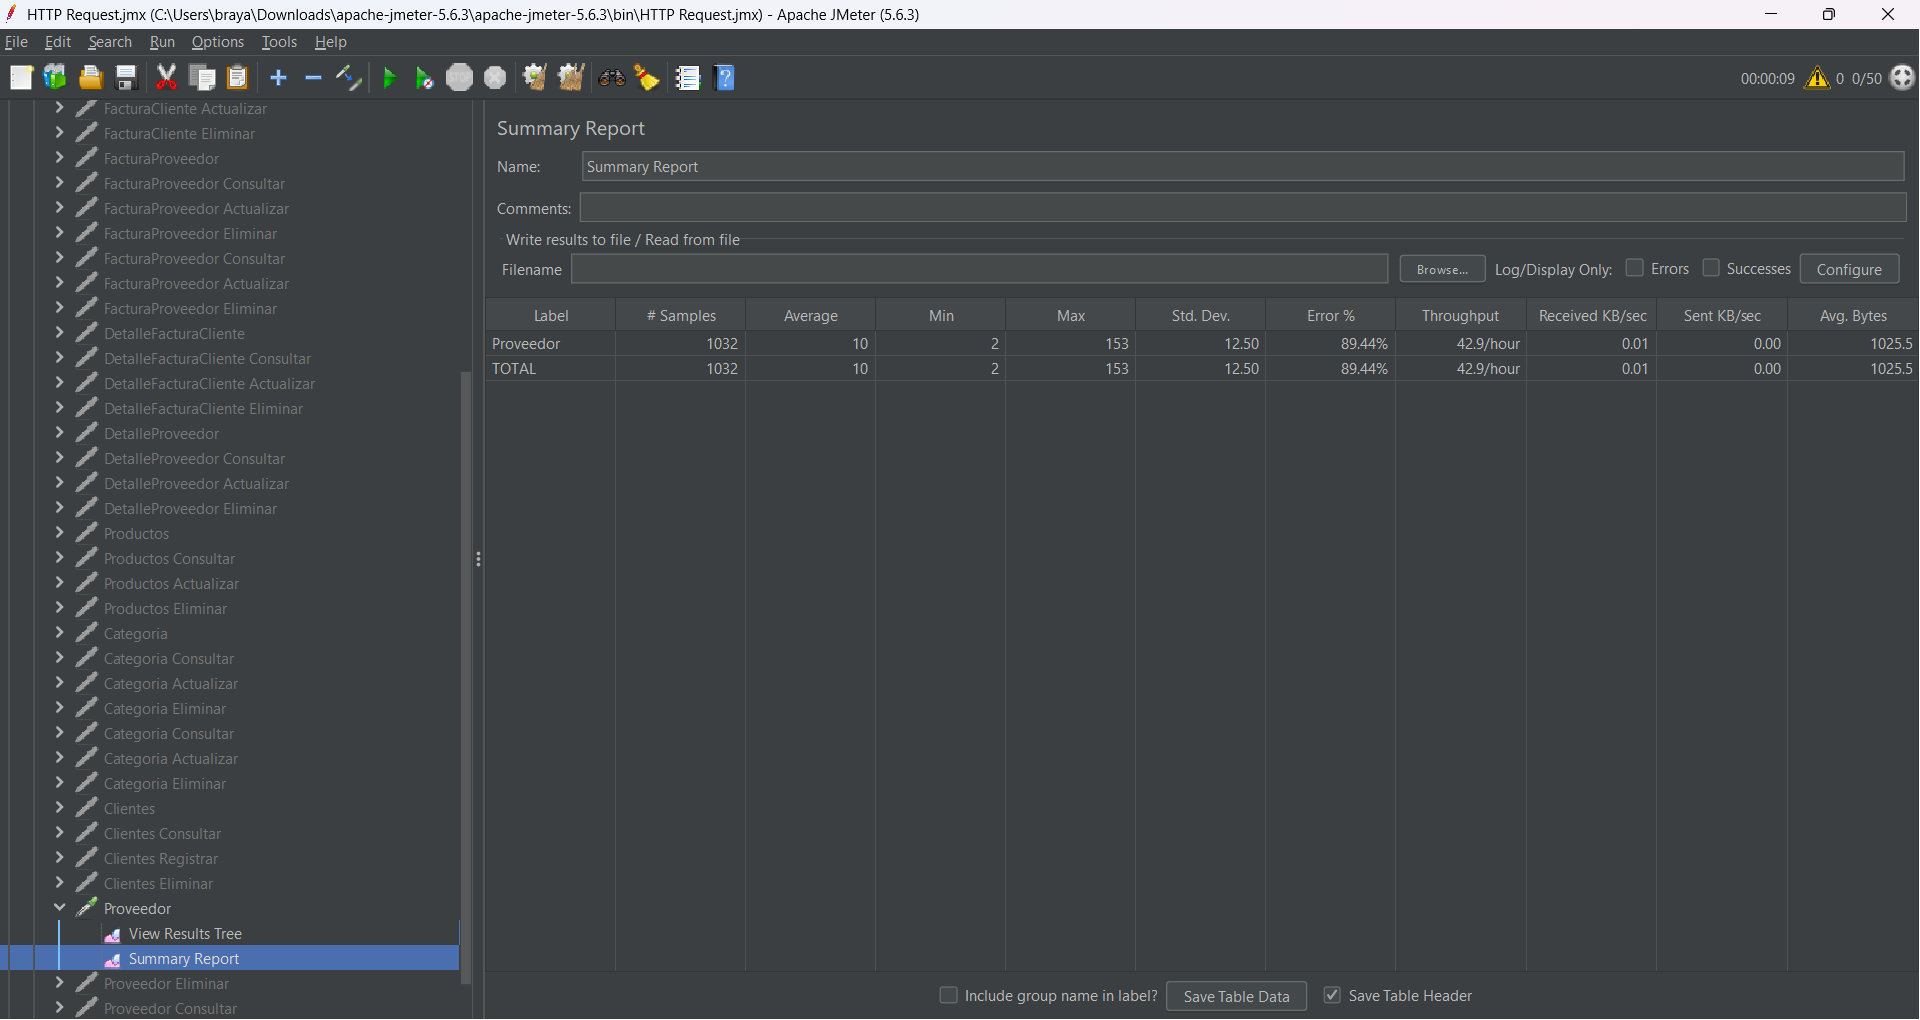 HTTP Request.jmx (C:\Users\braya\Downloads\apache-jmeter-5.6.3\apache-jmeter-5.6.3\bin\HTTP Request.jmx) - Apache JMeter (5.6.3)
File Edit Search Run Options Tools Help
STOP
00:00:09 0 0/50
FacturaCliente Actualizar
FacturaCliente Eliminar
FacturaProveedor
FacturaProveedor Consultar
FacturaProveedor Actualizar
FacturaProveedor Eliminar
FacturaProveedor Consultar
FacturaProveedor Actualizar
FacturaProveedor Eliminar
DetalleFacturaCliente
DetalleFacturaCliente Consultar
DetalleFacturaCliente Actualizar
DetalleFacturaCliente Eliminar
DetalleProveedor
DetalleProveedor Consultar
DetalleProveedor Actualizar
DetalleProveedor Eliminar
Productos
Productos Consultar
Productos Actualizar
Productos Eliminar
Categoria
Categoria Consultar
Categoria Actualizar
Categoria Eliminar
Categoria Consultar
Categoria Actualizar
Categoria Eliminar
Clientes
Clientes Consultar
Clientes Registrar
Clientes Eliminar
Proveedor
View Results Tree
Summary Report
Proveedor Eliminar
Proveedor Consultar
Summary Report
Name: Summary Report
Comments:
Write results to file / Read from file
Filename Browse... Log/Display Only: Errors Successes Configure
Label # Samples Average Min Max Std. Dev. Error % Throughput Received KB/sec Sent KB/sec Avg. Bytes
Proveedor 1032 10 2 153 12.50 89.44% 42.9/hour 0.01 0.00 1025.5
TOTAL 1032 10 2 153 12.50 89.44% 42.9/hour 0.01 0.00 1025.5
Include group name in label? Save Table Data Save Table Header